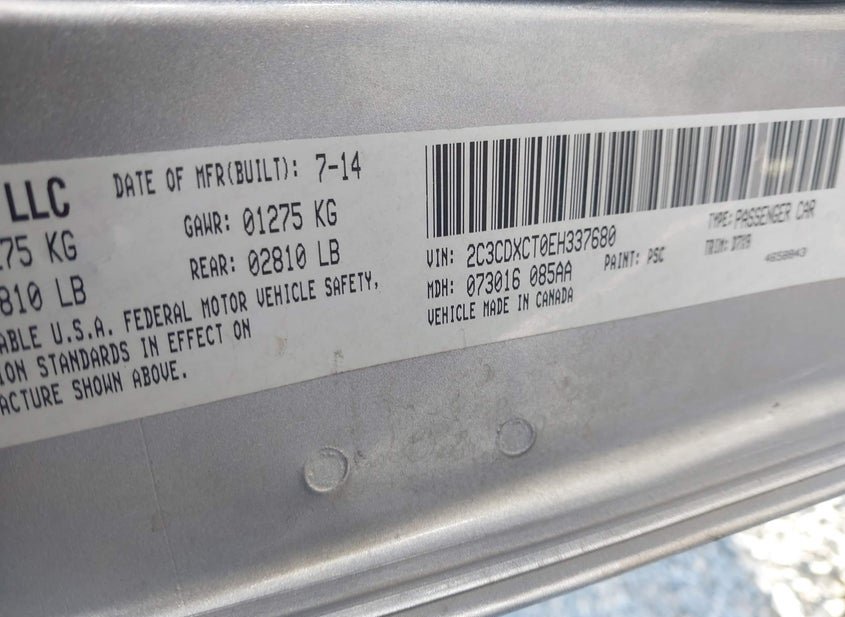 LLC
DATE OF MFR(BUILT): 7-14
275 KG
GAWR: 01275 KG
810 LB
REAR: 02810 LB
ABLE U.S.A. FEDERAL MOTOR VEHICLE SAFETY,
ION STANDARDS IN EFFECT ON
ACTURE SHOWN ABOVE.
VIN: 2C3CDXCT0EH337680
TYPE: PASSENGER CAR
MDH: 073016 085AA
PAINT: PSC
TRIM:
VEHICLE MADE IN CANADA